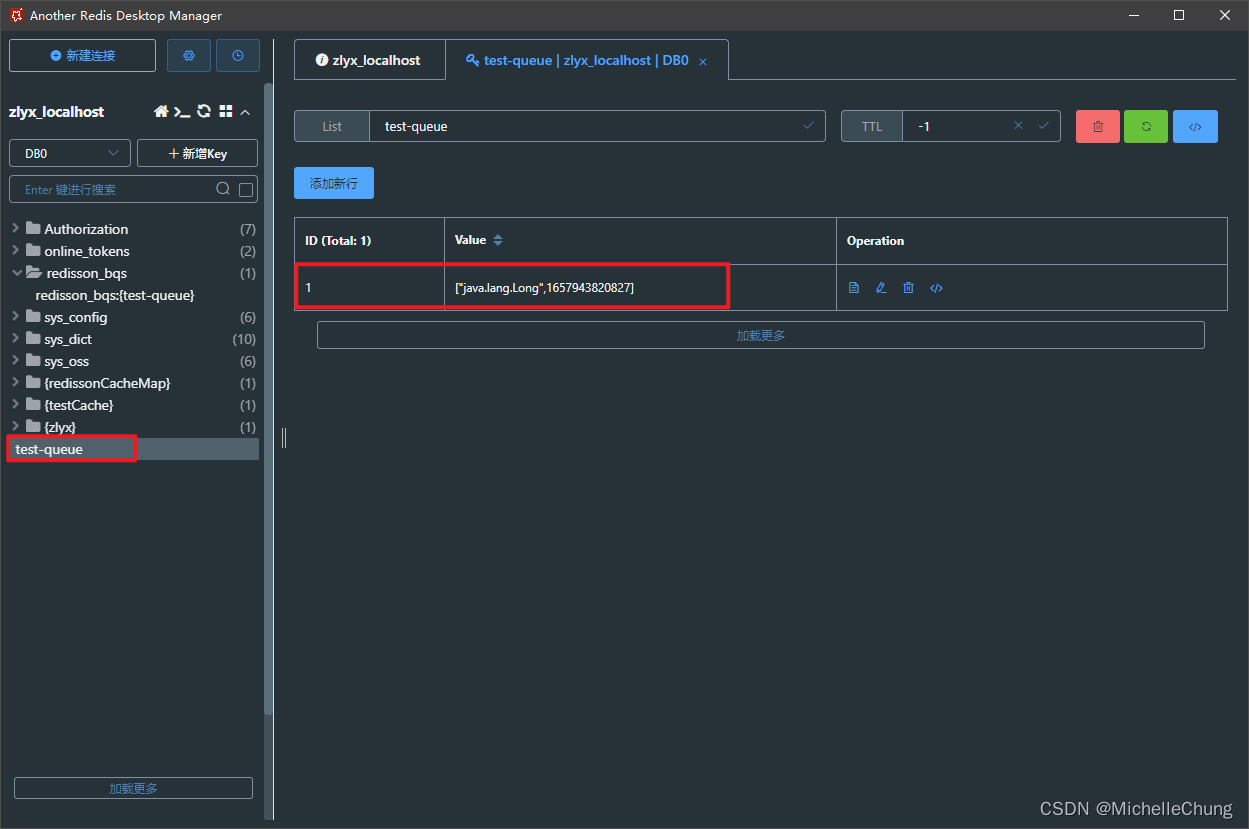 Another Redis Desktop Manager
新建连接
zlyx_localhost
test-queue | zlyx_localhost | DB0
zlyx_localhost
List
test-queue
TTL
-1
DB0
新增Key
Enter 键进行搜索
添加新行
Authorization (7)
online_tokens (2)
redisson_bqs (1)
redisson_bqs:{test-queue}
sys_config (6)
sys_dict (10)
sys_oss (6)
{redissonCacheMap} (1)
{testCache} (1)
{zlyx} (1)
test-queue
加载更多
ID (Total: 1)
Value
Operation
1
["java.lang.Long",1657943820827]
加载更多
CSDN @MichelleChung